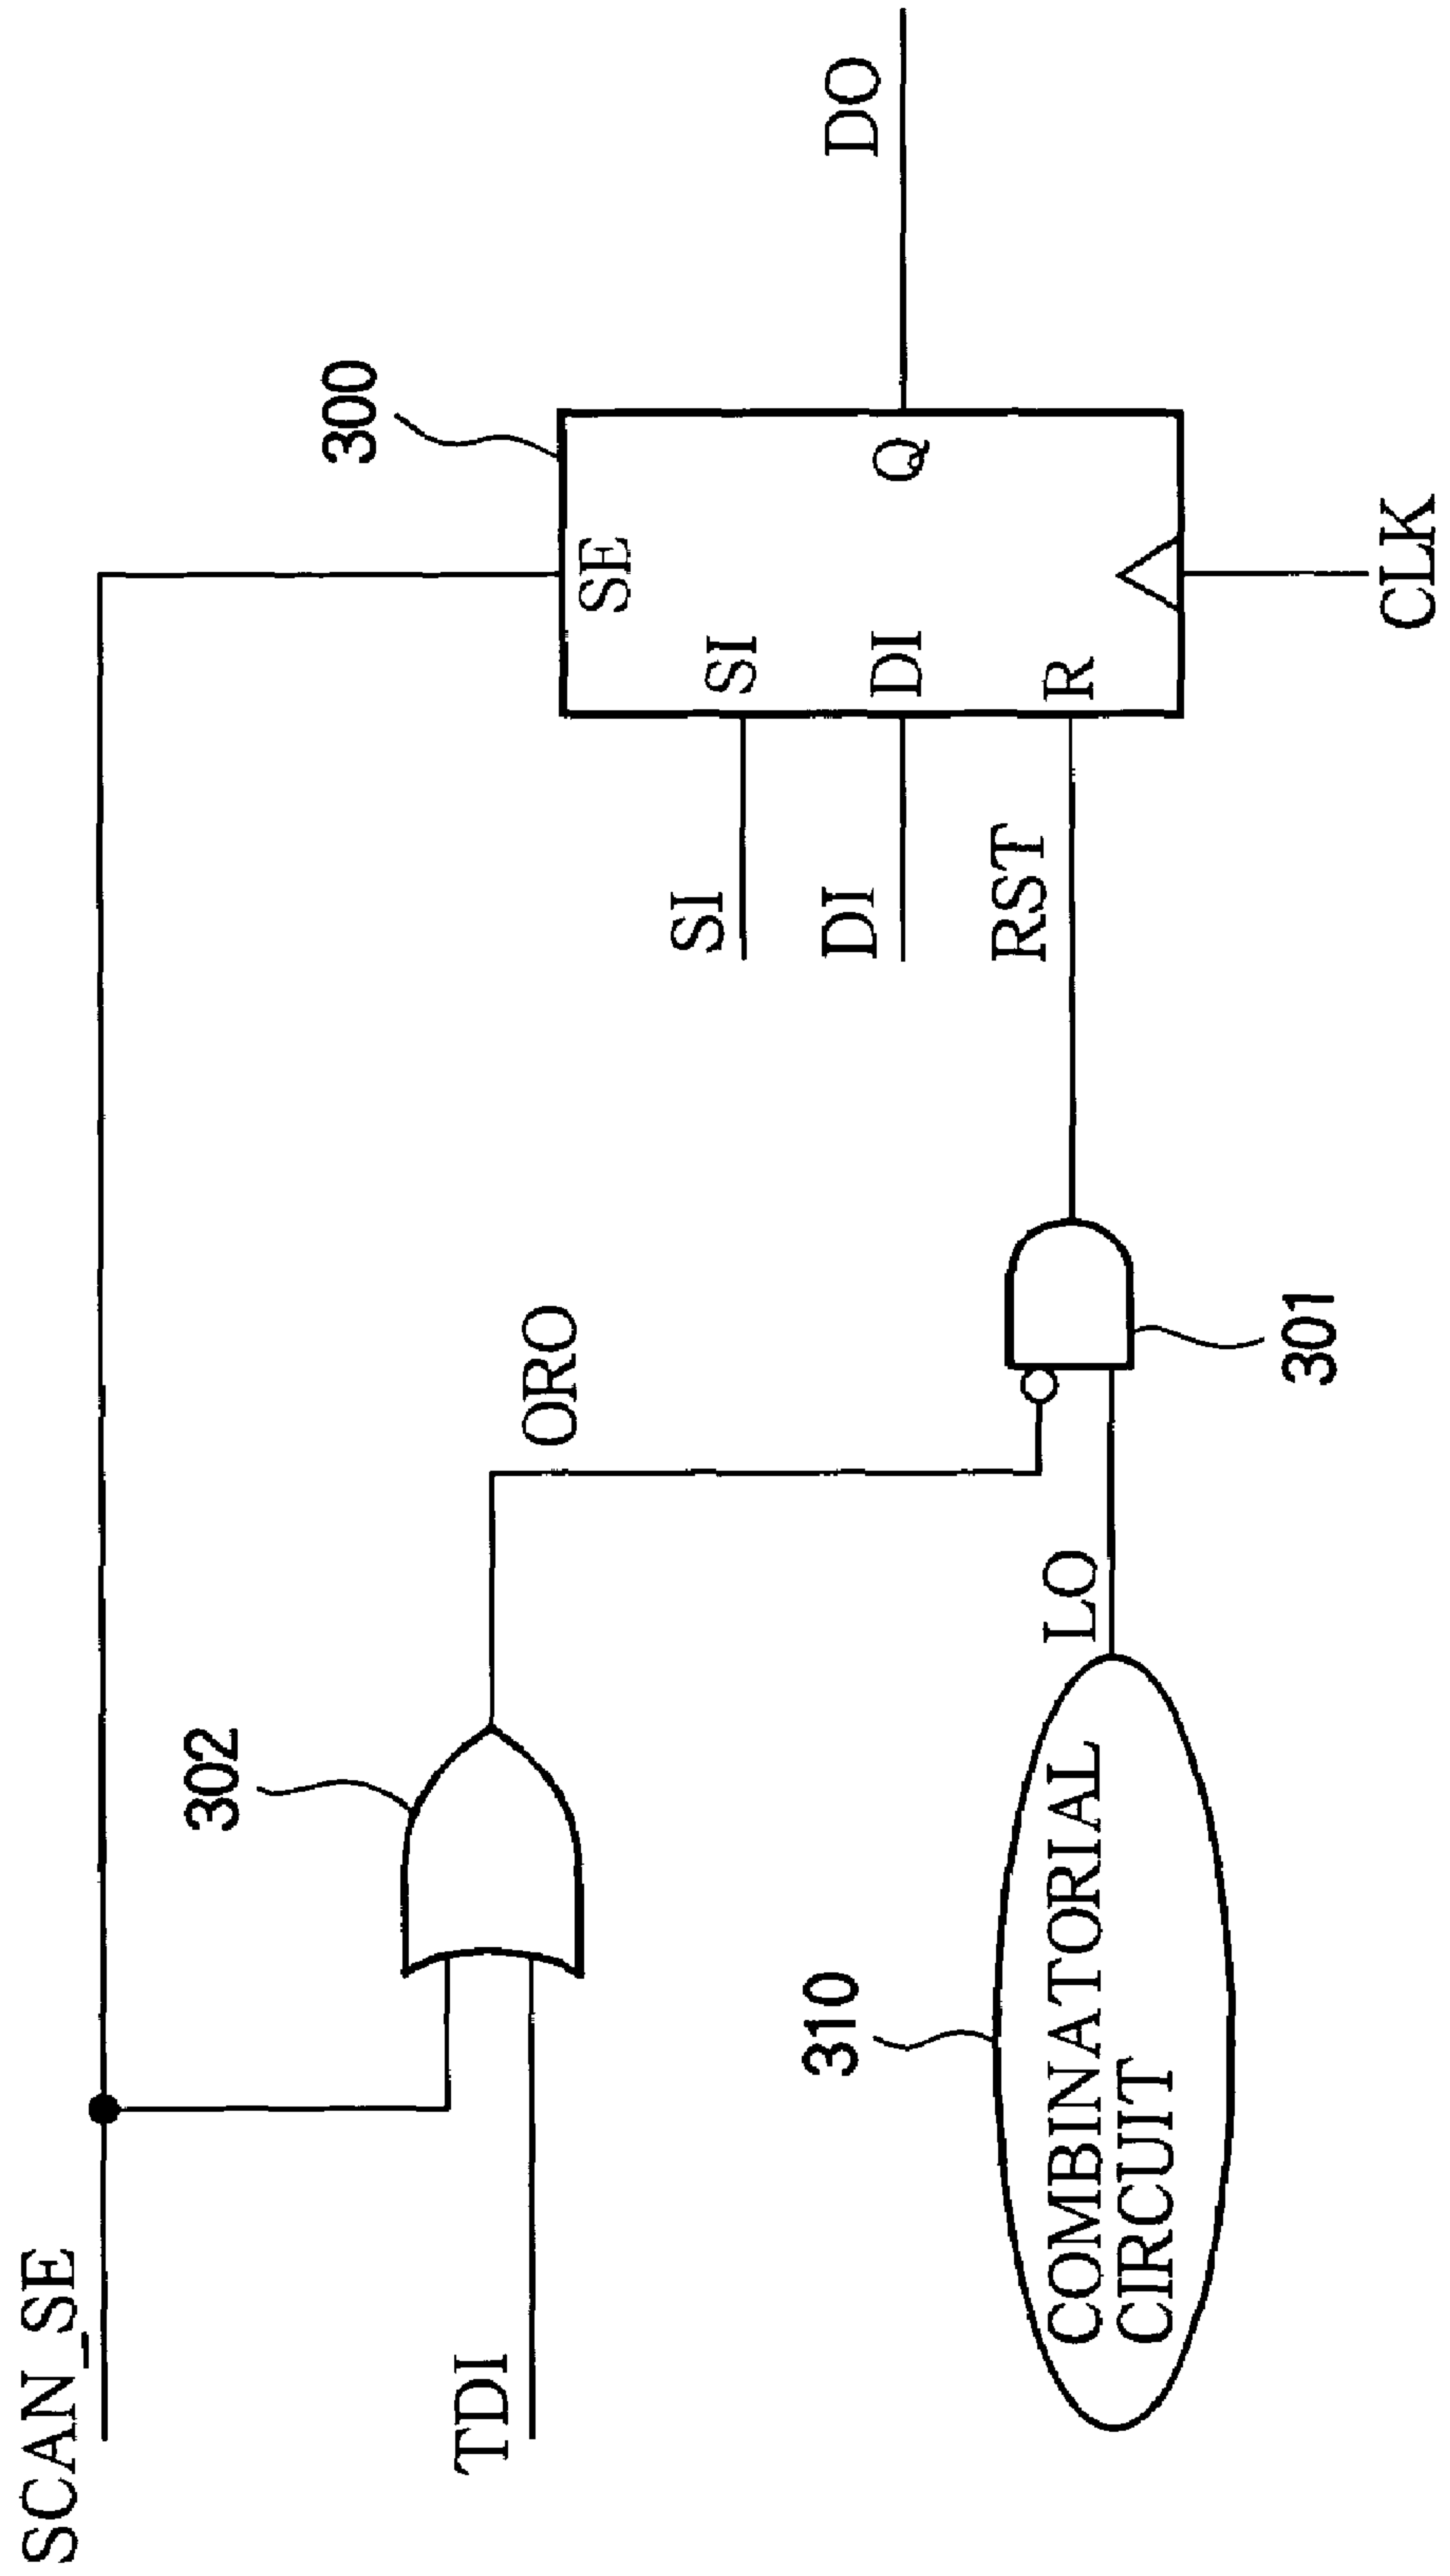 SCAN_SE
TDI
302
ORO
310
COMBINATORIAL
CIRCUIT
LO
301
RST
SI
DI
300
SE
SI
DI
R
Q
DO
CLK